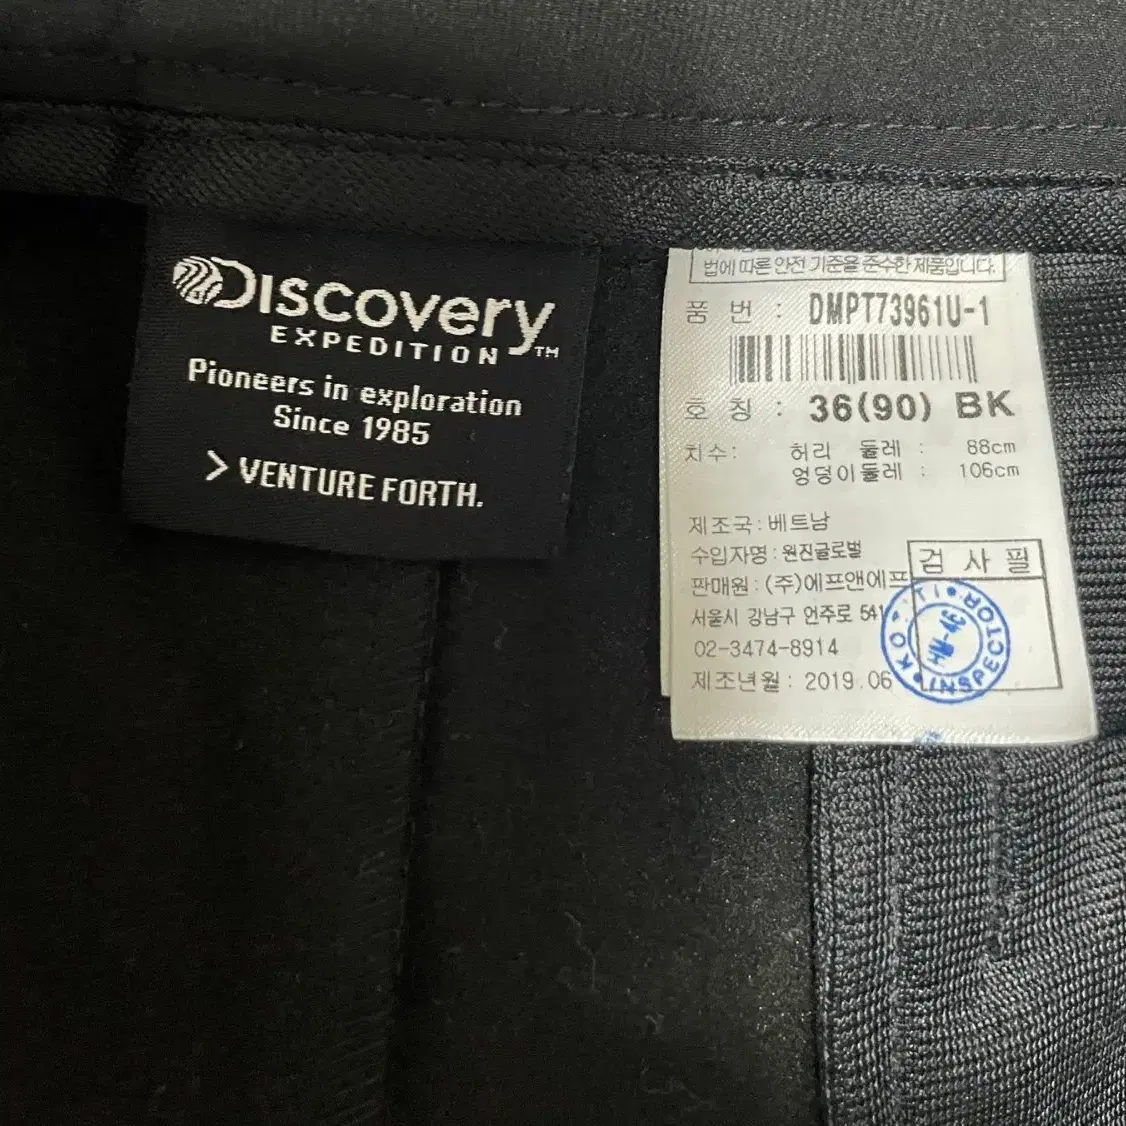 DISCOVERY
EXPEDITION™
Pioneers in exploration
Since 1985
> VENTURE FORTH.
법에 따른 안전 기준을 준수한 제품입니다.
품 번 : DMPT73961U-1
호 칭 : 36(90) BK
치수: 허리 둘레 : 88cm
엉덩이둘레 : 106cm
제조국:베트남
수입자명:원진글로벌
판매원:(주)에프앤에프
서울시 강남구 언주로 541
02-3474-8914
제조년월: 2019.06
검 사 필
INSPECTOR